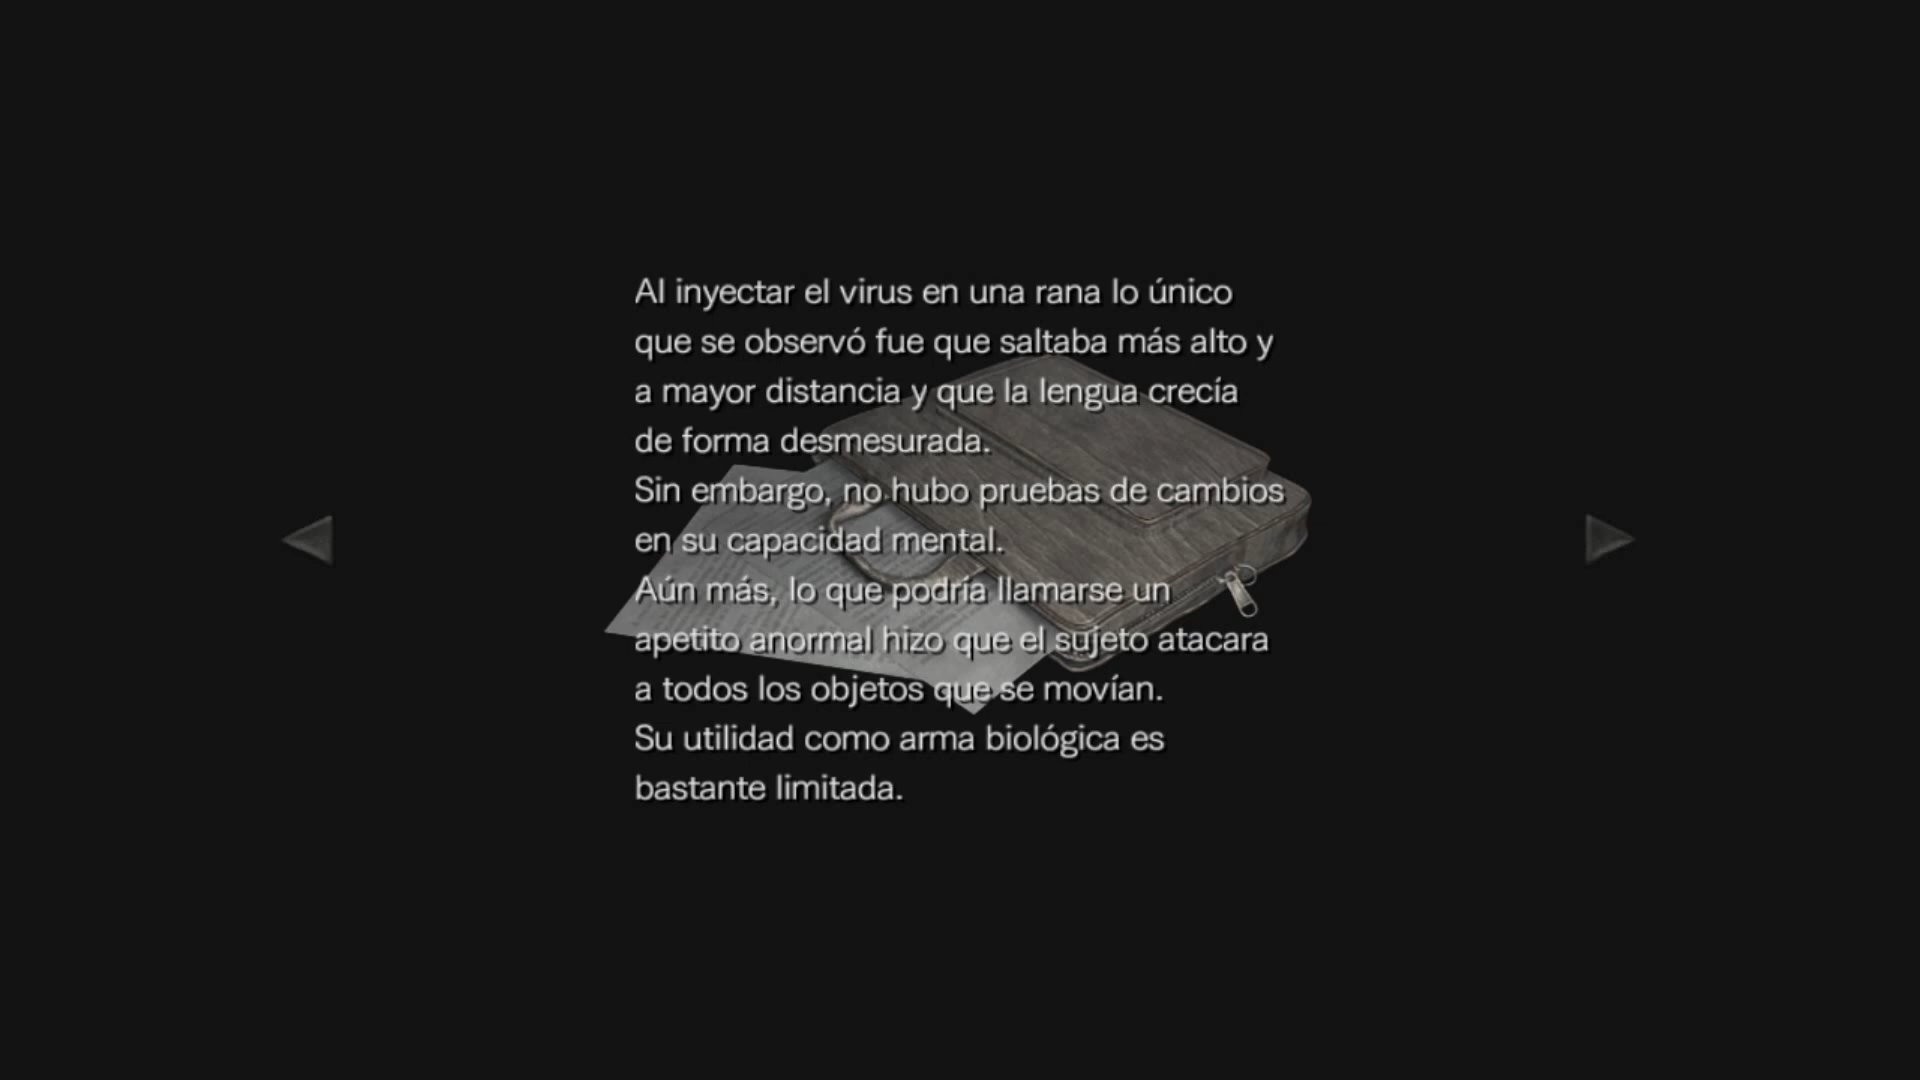 Al inyectar el virus en una rana lo único
que se observó fue que saltaba más alto y
a mayor distancia y que la lengua crecía
de forma desmesurada.
Sin embargo, no hubo pruebas de cambios
en su capacidad mental.
Aún más, lo que podría llamarse un
apetito anormal hizo que el sujeto atacara
a todos los objetos que se movían.
Su utilidad como arma biológica es
bastante limitada.